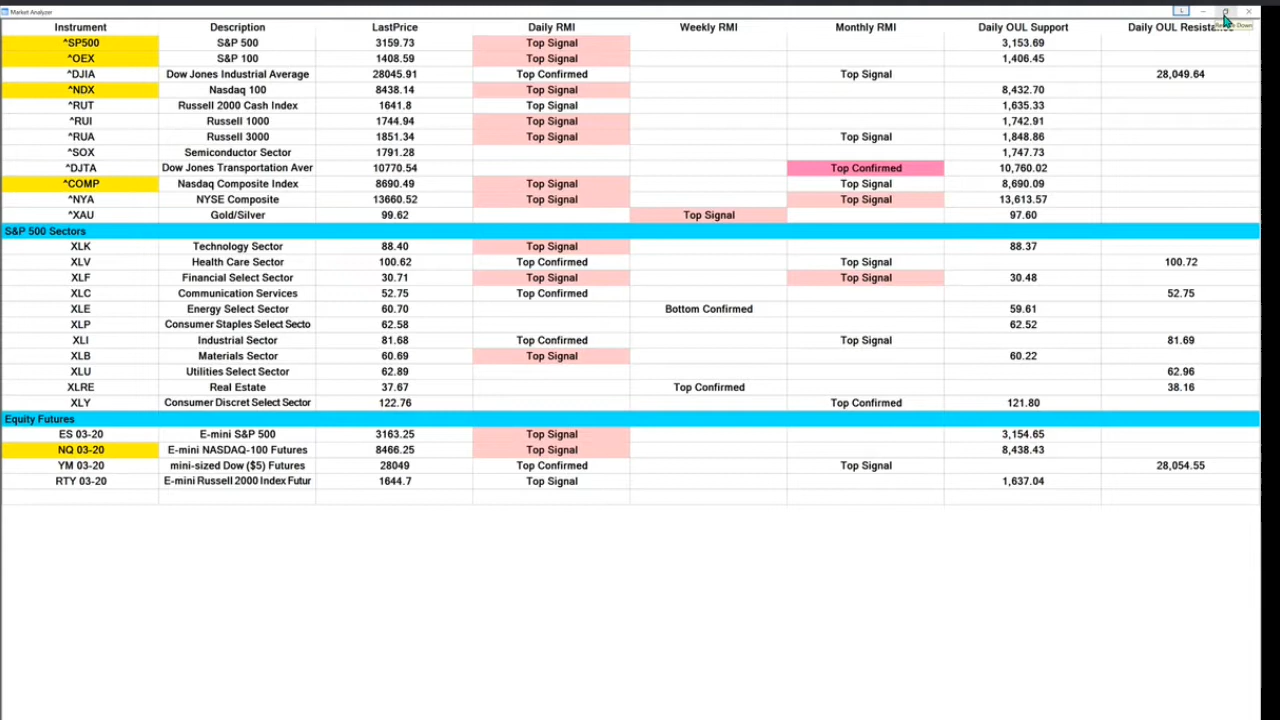 Market Analyzer
Instrument Description LastPrice Daily RMI Weekly RMI Monthly RMI Daily OUL Support Daily OUL Resist
^SP500 S&P 500 3159.73 Top Signal 3,153.69
^OEX S&P 100 1408.59 Top Signal 1,406.45
^DJIA Dow Jones Industrial Average 28045.91 Top Confirmed Top Signal 28,049.64
^NDX Nasdaq 100 8438.14 Top Signal 8,432.70
^RUT Russell 2000 Cash Index 1641.8 Top Signal 1,635.33
^RUI Russell 1000 1744.94 Top Signal 1,742.91
^RUA Russell 3000 1851.34 Top Signal Top Signal 1,848.86
^SOX Semiconductor Sector 1791.28 1,747.73
^DJTA Dow Jones Transportation Aver 10770.54 Top Confirmed 10,760.02
^COMP Nasdaq Composite Index 8690.49 Top Signal Top Signal 8,690.09
^NYA NYSE Composite 13660.52 Top Signal Top Signal 13,613.57
^XAU Gold/Silver 99.62 Top Signal 97.60
S&P 500 Sectors
XLK Technology Sector 88.40 Top Signal 88.37
XLV Health Care Sector 100.62 Top Confirmed Top Signal 100.72
XLF Financial Select Sector 30.71 Top Signal Top Signal 30.48
XLC Communication Services 52.75 Top Confirmed 52.75
XLE Energy Select Sector 60.70 Bottom Confirmed 59.61
XLP Consumer Staples Select Secto 62.58 62.52
XLI Industrial Sector 81.68 Top Confirmed Top Signal 81.69
XLB Materials Sector 60.69 Top Signal 60.22
XLU Utilities Select Sector 62.89 62.96
XLRE Real Estate 37.67 Top Confirmed 38.16
XLY Consumer Discret Select Sector 122.76 Top Confirmed 121.80
Equity Futures
ES 03-20 E-mini S&P 500 3163.25 Top Signal 3,154.65
NQ 03-20 E-mini NASDAQ-100 Futures 8466.25 Top Signal 8,438.43
YM 03-20 mini-sized Dow ($5) Futures 28049 Top Confirmed Top Signal 28,054.55
RTY 03-20 E-mini Russell 2000 Index Futur 1644.7 Top Signal 1,637.04